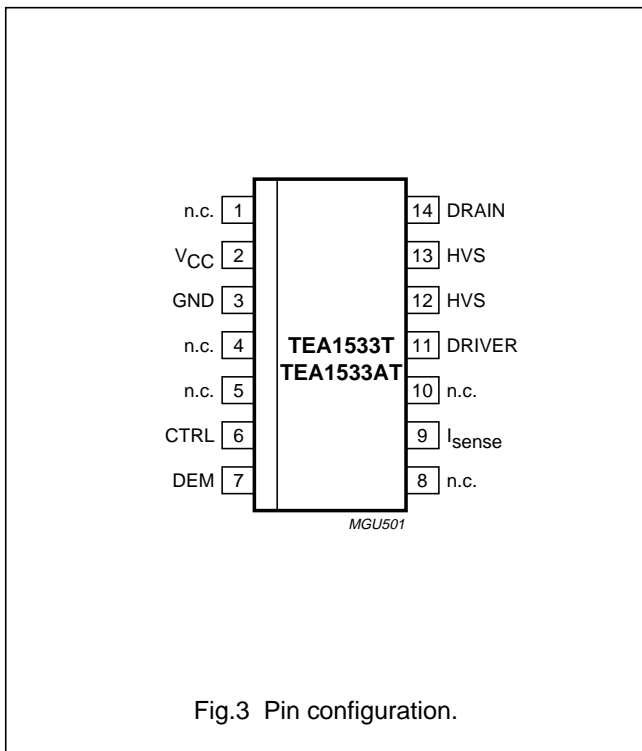 n.c. 1
VCC 2
GND 3
n.c. 4
n.c. 5
CTRL 6
DEM 7
TEA1533T
TEA1533AT
14 DRAIN
13 HVS
12 HVS
11 DRIVER
10 n.c.
9 Isense
8 n.c.
MGU501
Fig.3 Pin configuration.